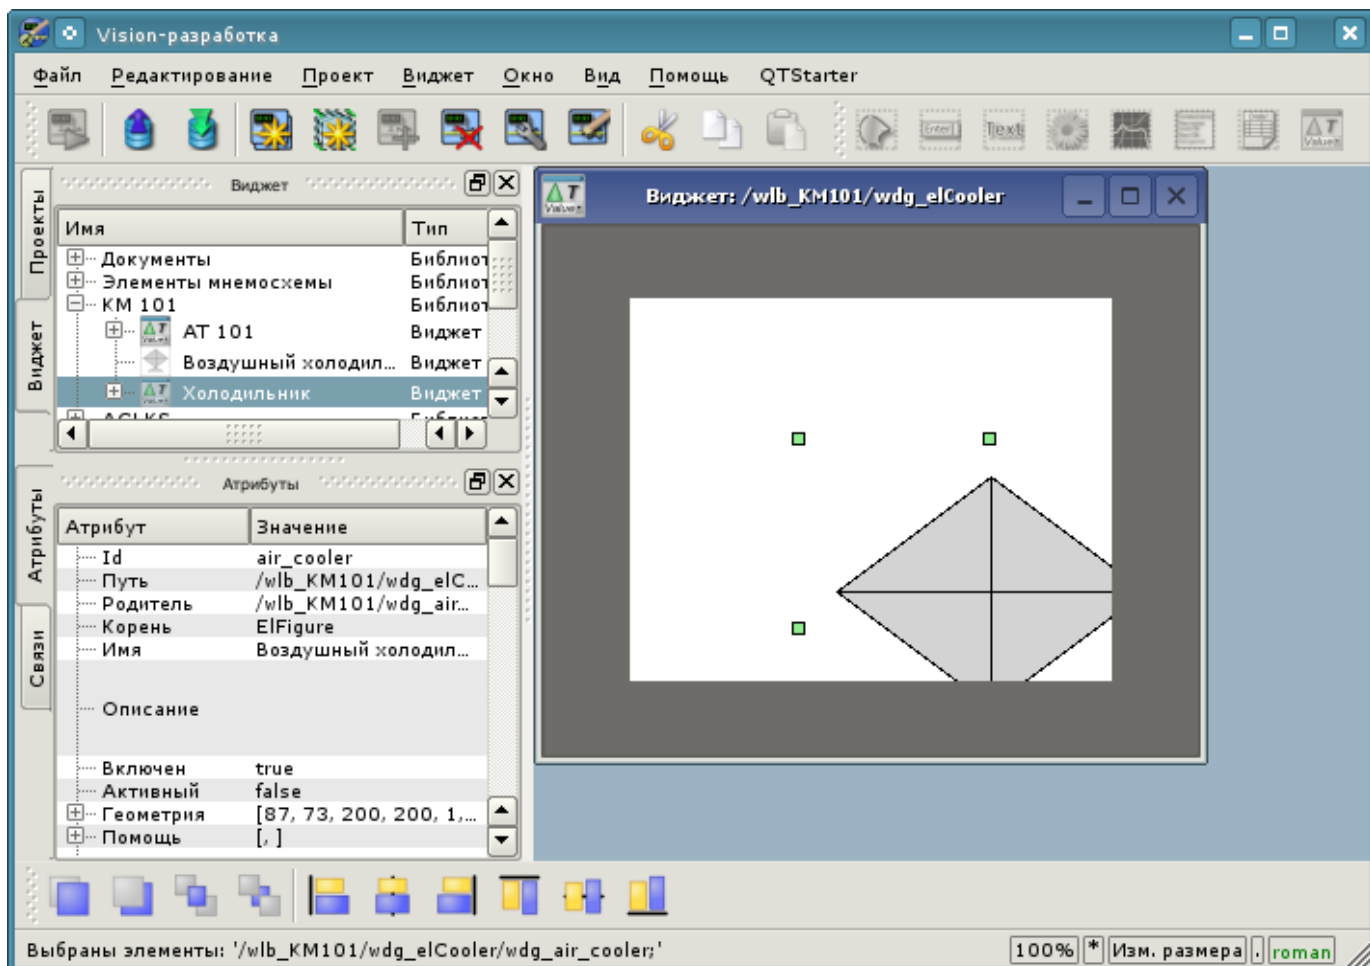 Vision-разработка
Файл Редактирование Проект Виджет Окно Вид Помощь QTStarter
Enter Text
Проекты
Виджет
Виджет
Имя Тип
Документы Библиот
Элементы мнемосхемы Библиот
КМ 101 Библиот
АТ 101 Виджет
Воздушный холодил... Виджет
Холодильник Виджет
Виджет: /wlb_KM101/wdg_elCooler
Атрибуты
Связи
Атрибуты
Атрибут Значение
Id air_cooler
Путь /wlb_KM101/wdg_elC...
Родитель /wlb_KM101/wdg_air...
Корень ElFigure
Имя Воздушный холодил...
Описание
Включен true
Активный false
Геометрия [87, 73, 200, 200, 1,...
Помощь [, ]
Выбраны элементы: '/wlb_KM101/wdg_elCooler/wdg_air_cooler;'
100% * Изм. размера . roman